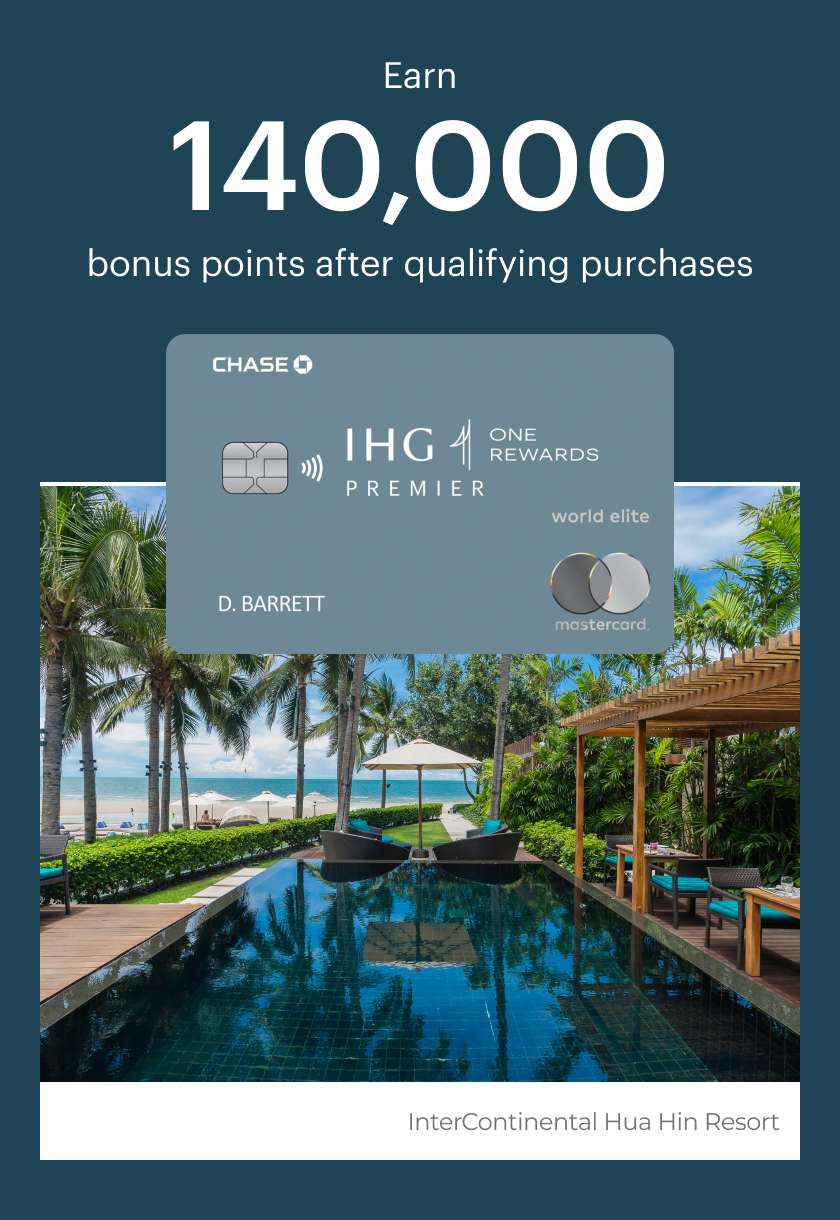 Earn
140,000
bonus points after qualifying purchases
CHASE
IHG ONE
REWARDS
PREMIER
world elite
D. BARRETT
mastercard.
InterContinental Hua Hin Resort